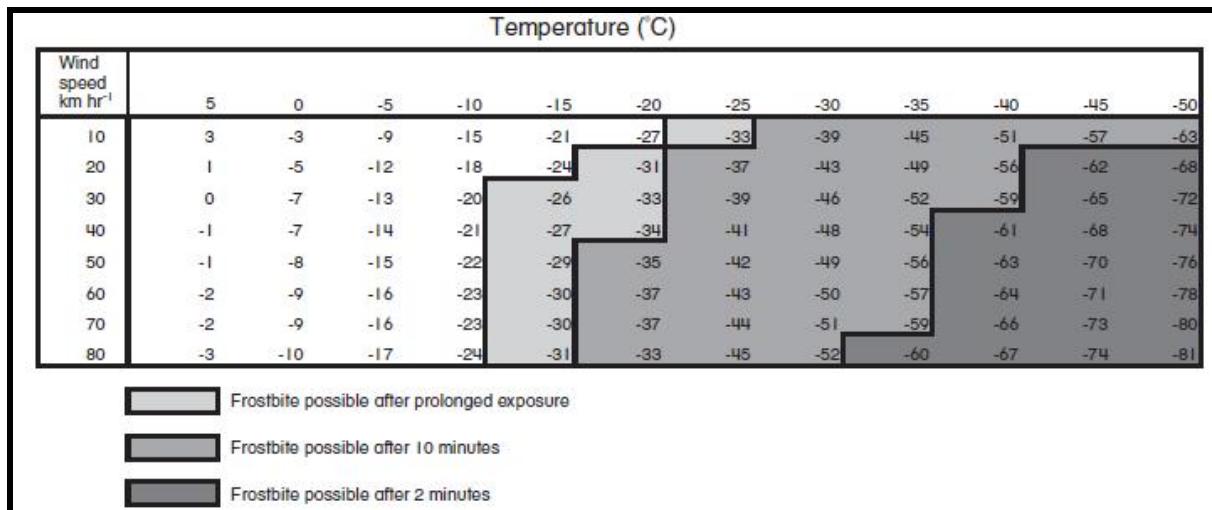 Temperature (°C)
Wind
speed
km hr⁻¹ 5 0 -5 -10 -15 -20 -25 -30 -35 -40 -45 -50
10 3 -3 -9 -15 -21 -27 -33 -39 -45 -51 -57 -63
20 1 -5 -12 -18 -24 -31 -37 -43 -49 -56 -62 -68
30 0 -7 -13 -20 -26 -33 -39 -46 -52 -59 -65 -72
40 -1 -7 -14 -21 -27 -34 -41 -48 -54 -61 -68 -74
50 -1 -8 -15 -22 -29 -35 -42 -49 -56 -63 -70 -76
60 -2 -9 -16 -23 -30 -37 -43 -50 -57 -64 -71 -78
70 -2 -9 -16 -23 -30 -37 -44 -51 -59 -66 -73 -80
80 -3 -10 -17 -24 -31 -33 -45 -52 -60 -67 -74 -81
Frostbite possible after prolonged exposure
Frostbite possible after 10 minutes
Frostbite possible after 2 minutes